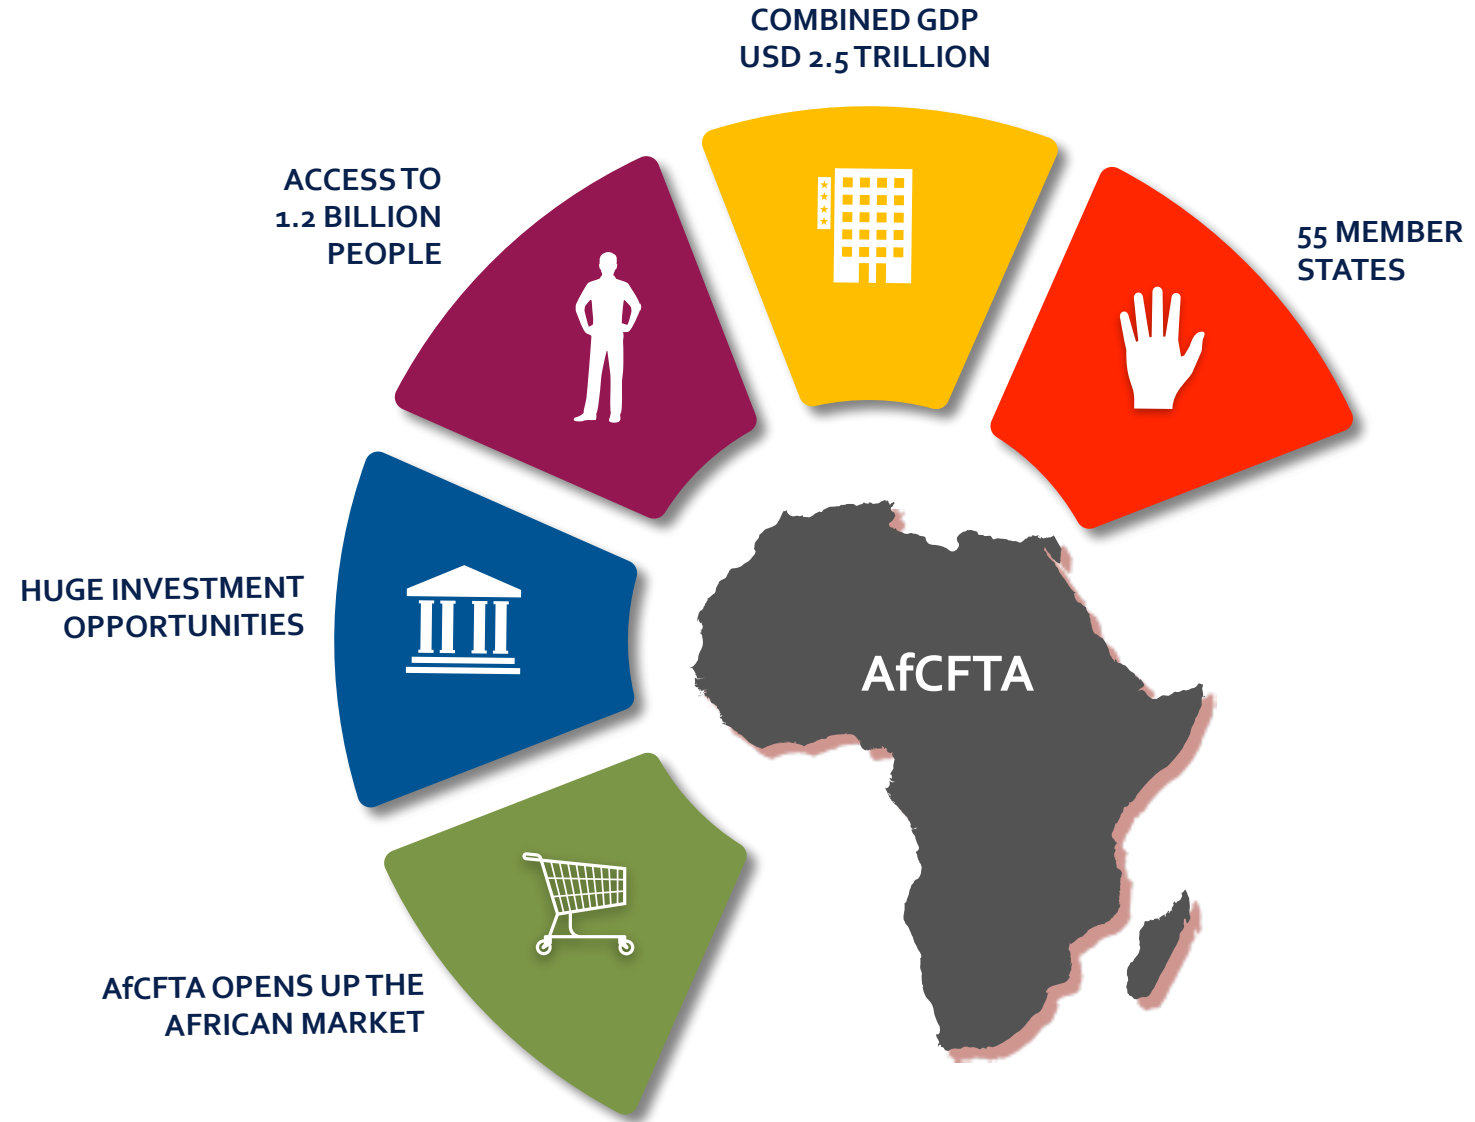 COMBINED GDP
USD 2.5 TRILLION
ACCESS TO
1.2 BILLION
PEOPLE
55 MEMBER
STATES
HUGE INVESTMENT
OPPORTUNITIES
AfCFTA
AfCFTA OPENS UP THE
AFRICAN MARKET